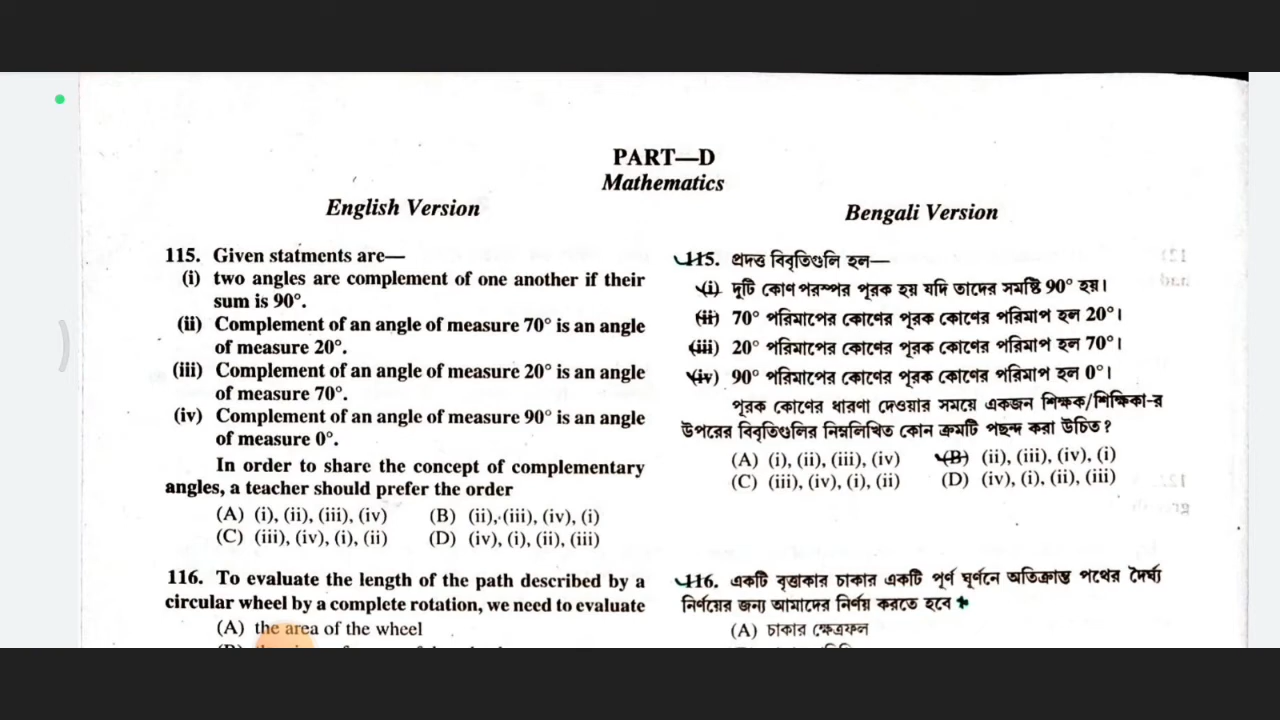 PART—D
Mathematics
English Version
115. Given statments are—
(i) two angles are complement of one another if their
sum is 90°.
(ii) Complement of an angle of measure 70° is an angle
of measure 20°.
(iii) Complement of an angle of measure 20° is an angle
of measure 70°.
(iv) Complement of an angle of measure 90° is an angle
of measure 0°.
In order to share the concept of complementary
angles, a teacher should prefer the order
(A) (i), (ii), (iii), (iv) (B) (ii), (iii), (iv), (i)
(C) (iii), (iv), (i), (ii) (D) (iv), (i), (ii), (iii)
116. To evaluate the length of the path described by a
circular wheel by a complete rotation, we need to evaluate
(A) the area of the wheel
Bengali Version
115. প্রদত্ত বিবৃতিগুলি হল—
(i) দুটি কোণ পরস্পর পূরক হয় যদি তাদের সমষ্টি 90° হয়।
(ii) 70° পরিমাপের কোণের পূরক কোণের পরিমাপ হল 20°।
(iii) 20° পরিমাপের কোণের পূরক কোণের পরিমাপ হল 70°।
(iv) 90° পরিমাপের কোণের পূরক কোণের পরিমাপ হল 0°।
পূরক কোণের ধারণা দেওয়ার সময়ে একজন শিক্ষক/শিক্ষিকা-র
উপরের বিবৃতিগুলির নিম্নলিখিত কোন ক্রমটি পছন্দ করা উচিত?
(A) (i), (ii), (iii), (iv) (B) (ii), (iii), (iv), (i)
(C) (iii), (iv), (i), (ii) (D) (iv), (i), (ii), (iii)
116. একটি বৃত্তাকার চাকার একটি পূর্ণ ঘূর্ণনে অতিক্রান্ত পথের দৈর্ঘ্য
নির্ণয়ের জন্য আমাদের নির্ণয় করতে হবে
(A) চাকার ক্ষেত্রফল